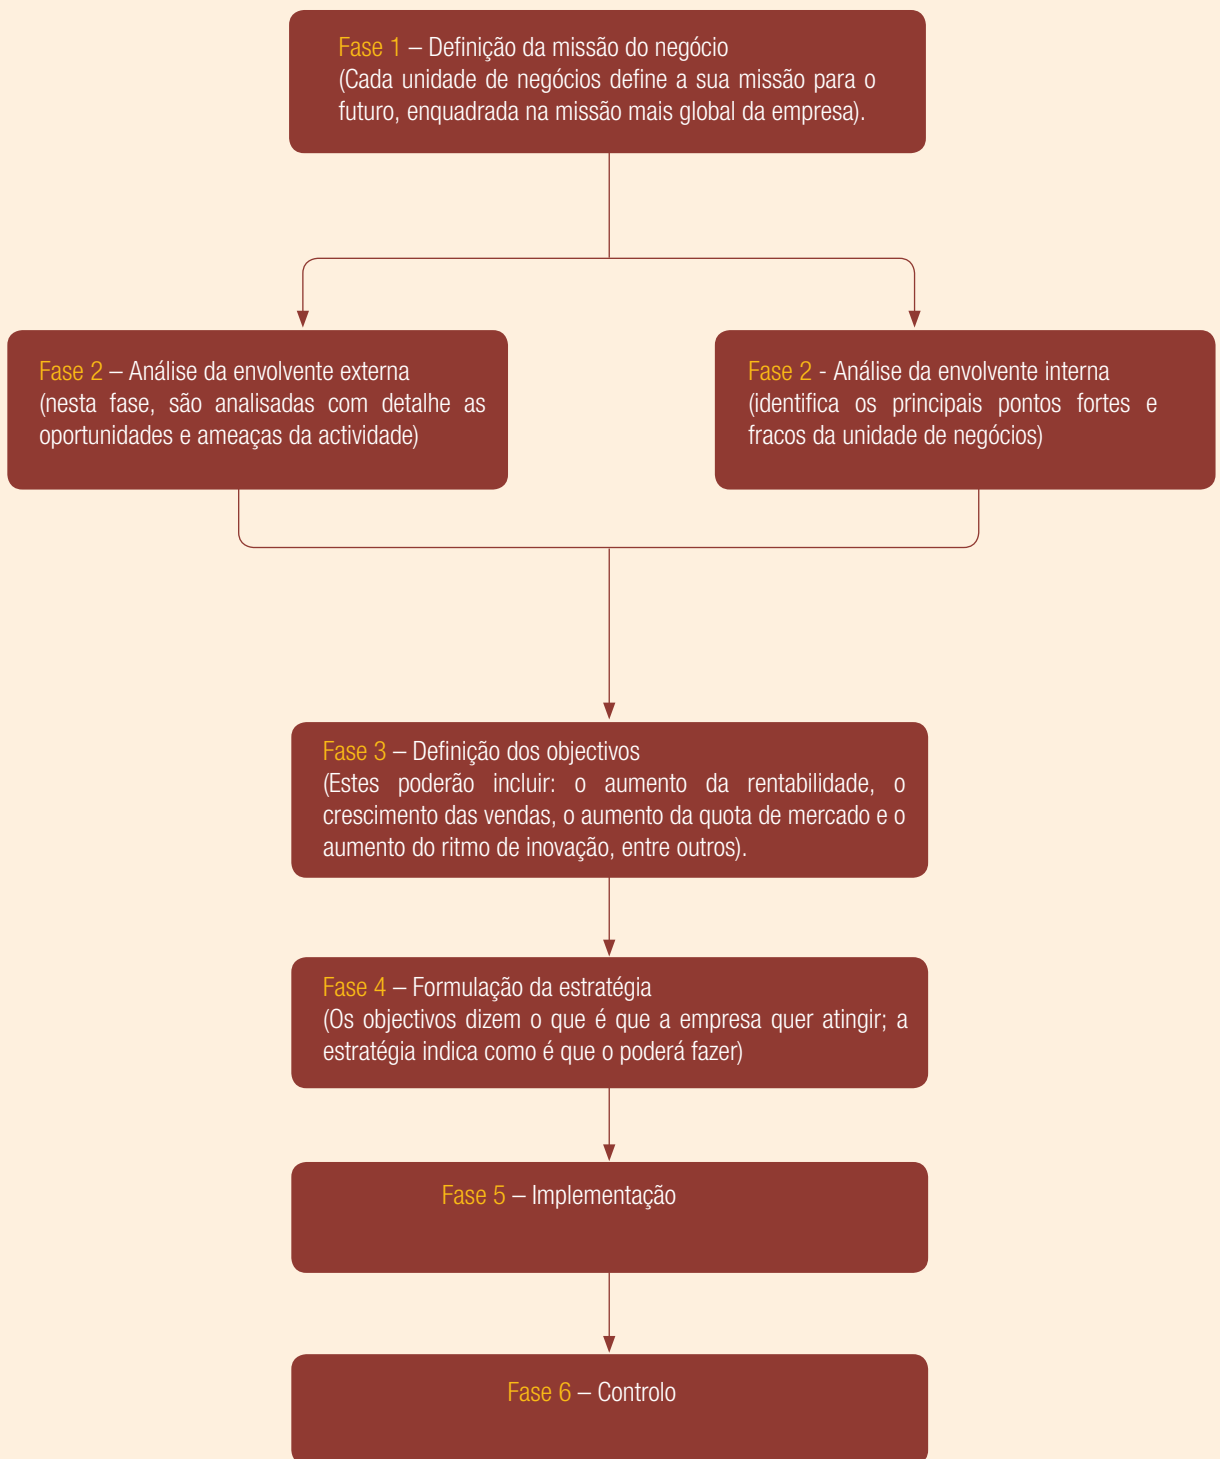 Fase 1 – Definição da missão do negócio
(Cada unidade de negócios define a sua missão para o
futuro, enquadrada na missão mais global da empresa).
Fase 2 – Análise da envolvente externa
(nesta fase, são analisadas com detalhe as
oportunidades e ameaças da actividade)
Fase 2 - Análise da envolvente interna
(identifica os principais pontos fortes e
fracos da unidade de negócios)
Fase 3 – Definição dos objectivos
(Estes poderão incluir: o aumento da rentabilidade, o
crescimento das vendas, o aumento da quota de mercado e o
aumento do ritmo de inovação, entre outros).
Fase 4 – Formulação da estratégia
(Os objectivos dizem o que é que a empresa quer atingir; a
estratégia indica como é que o poderá fazer)
Fase 5 – Implementação
Fase 6 – Controlo